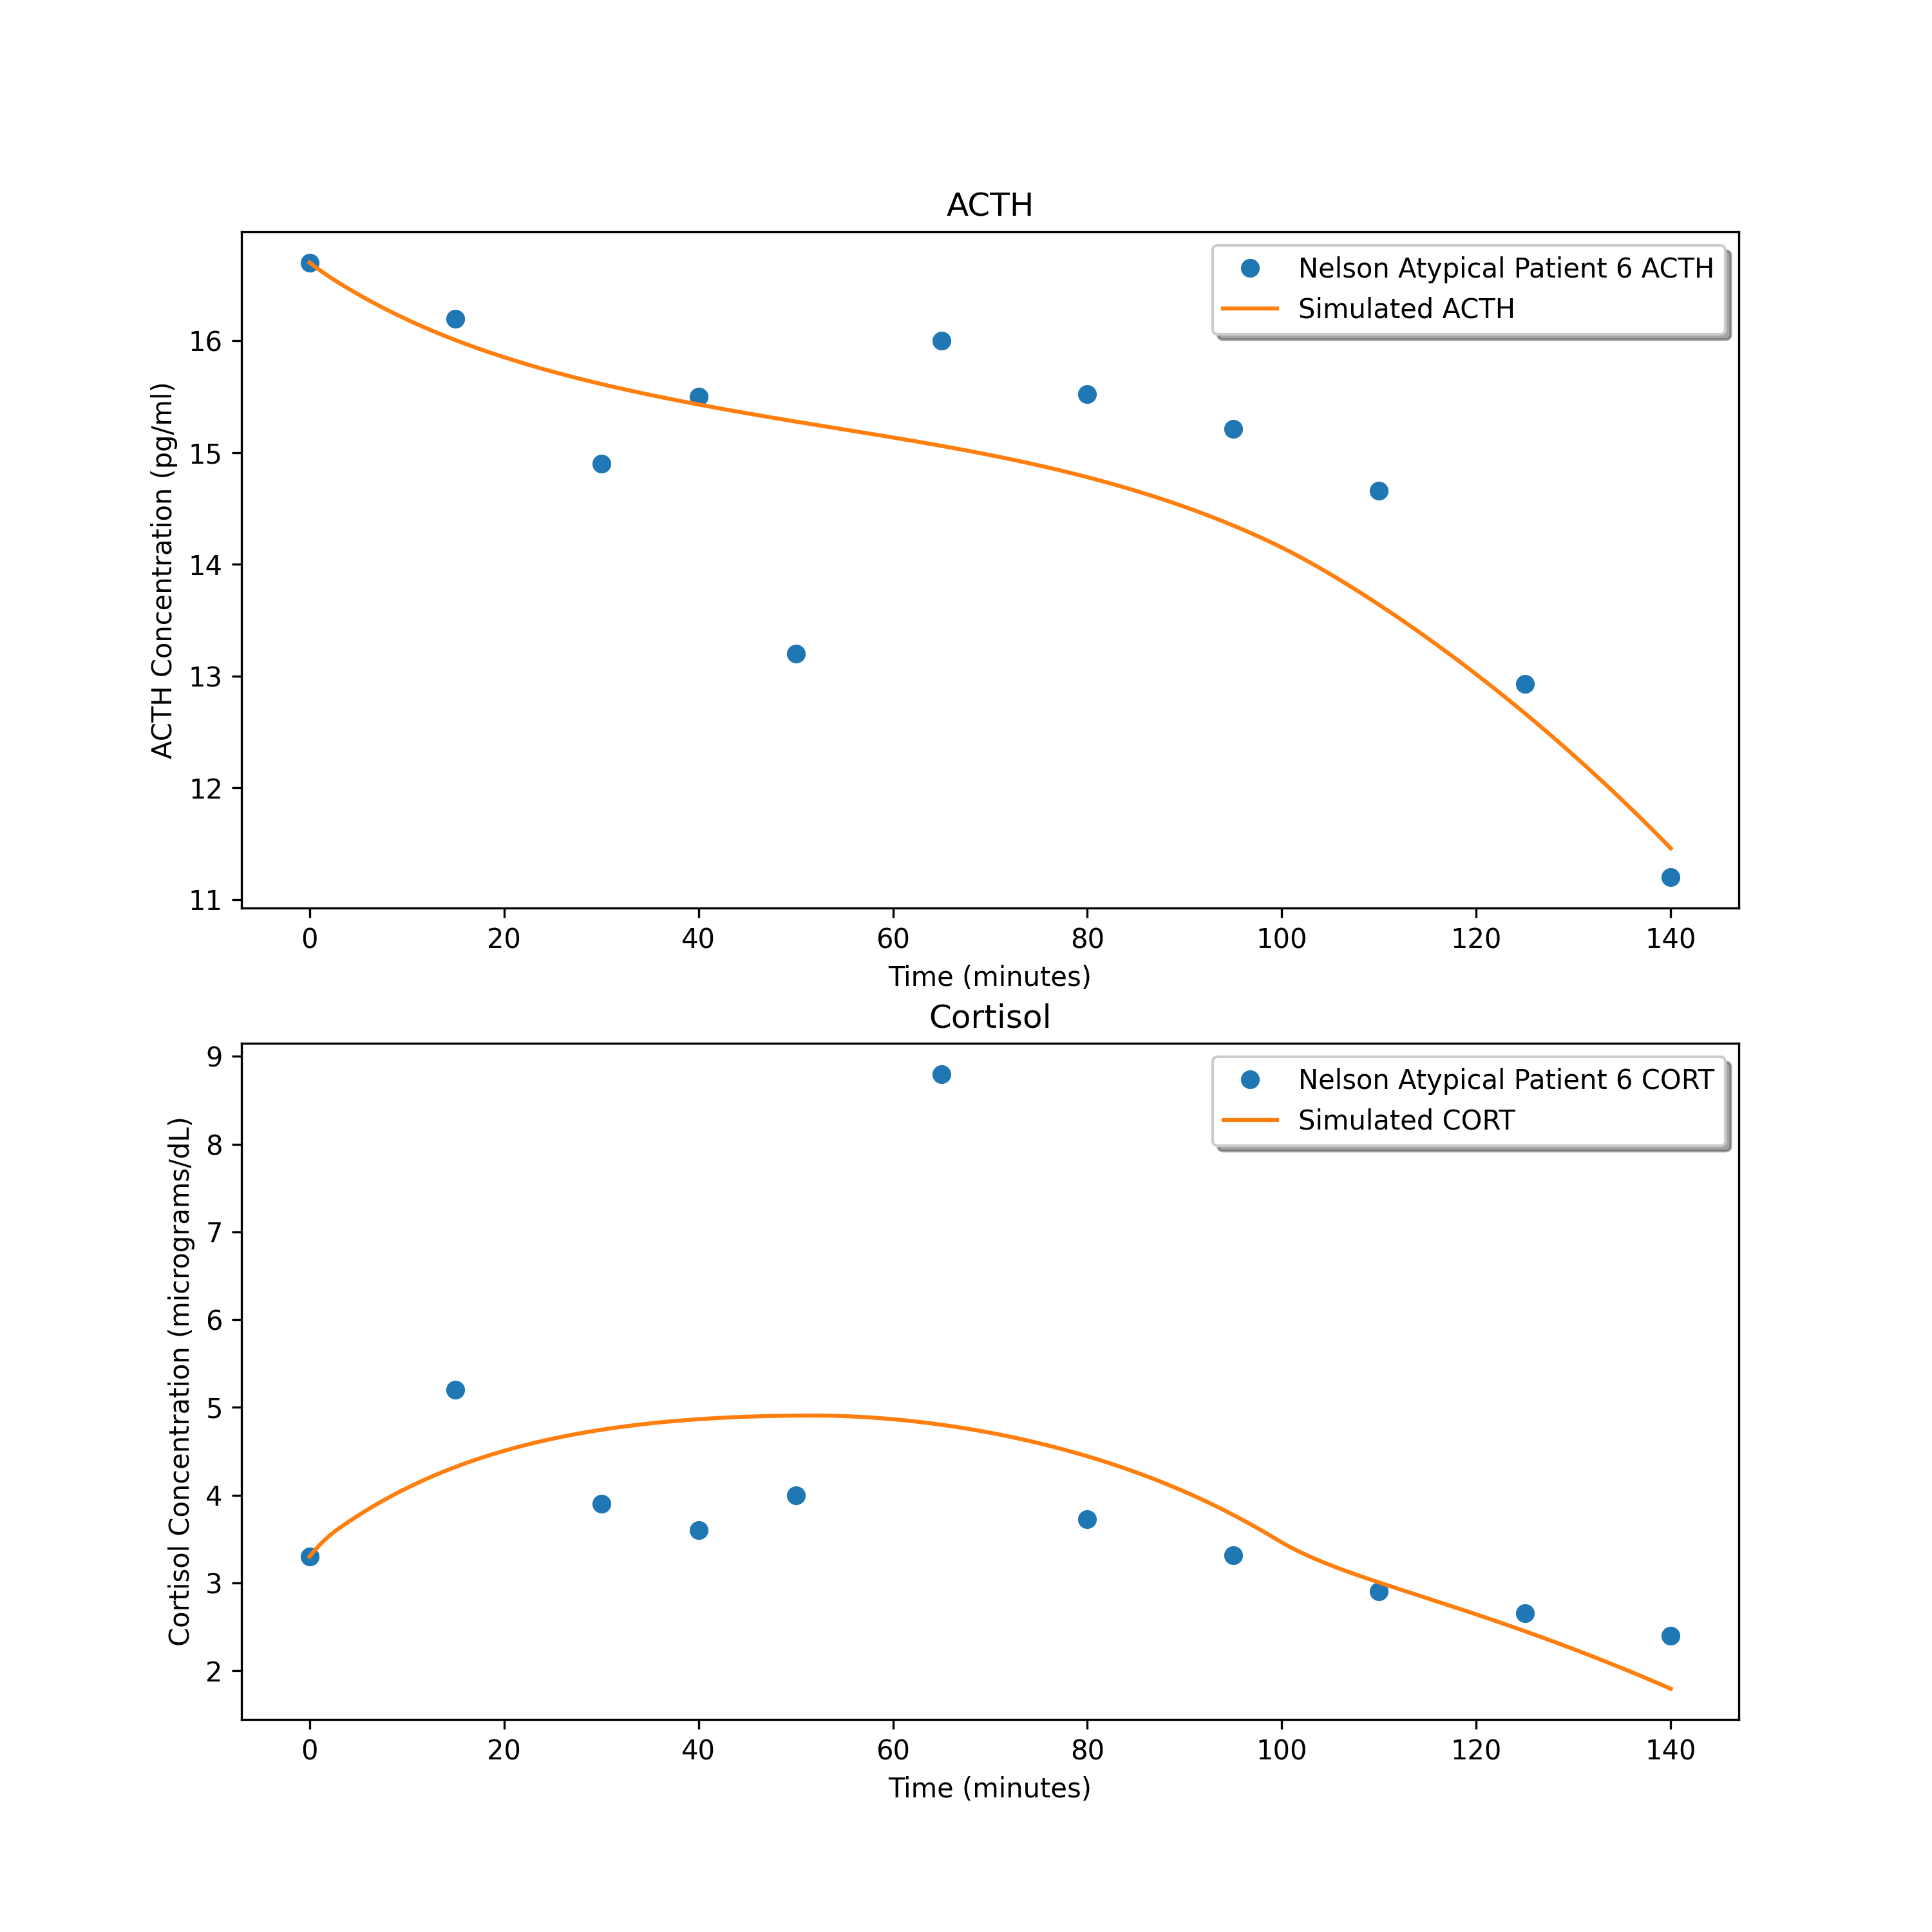 ACTH
Nelson Atypical Patient 6 ACTH
Simulated ACTH
ACTH Concentration (pg/ml)
16
15
14
13
12
11
0 20 40 60 80 100 120 140
Time (minutes)
Cortisol
Nelson Atypical Patient 6 CORT
Simulated CORT
Cortisol Concentration (micrograms/dL)
9
8
7
6
5
4
3
2
0 20 40 60 80 100 120 140
Time (minutes)